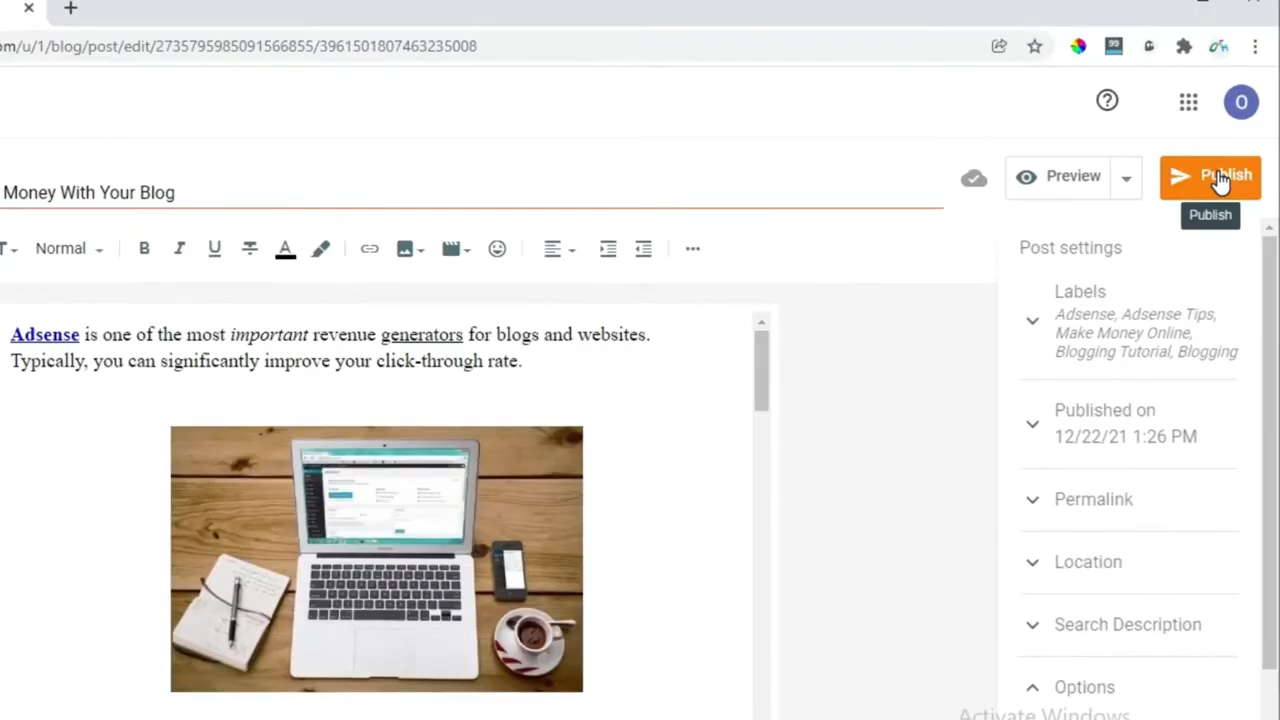 om/u/1/blog/post/edit/2735795985091566855/3961501807463235008
99
O
Money With Your Blog
Preview
Publish
Publish
Normal
B I U A
Post settings
Labels
Adsense, Adsense Tips,
Make Money Online,
Blogging Tutorial, Blogging
Adsense is one of the most important revenue generators for blogs and websites.
Typically, you can significantly improve your click-through rate.
Published on
12/22/21 1:26 PM
Permalink
Location
Search Description
Options
Activate Windows